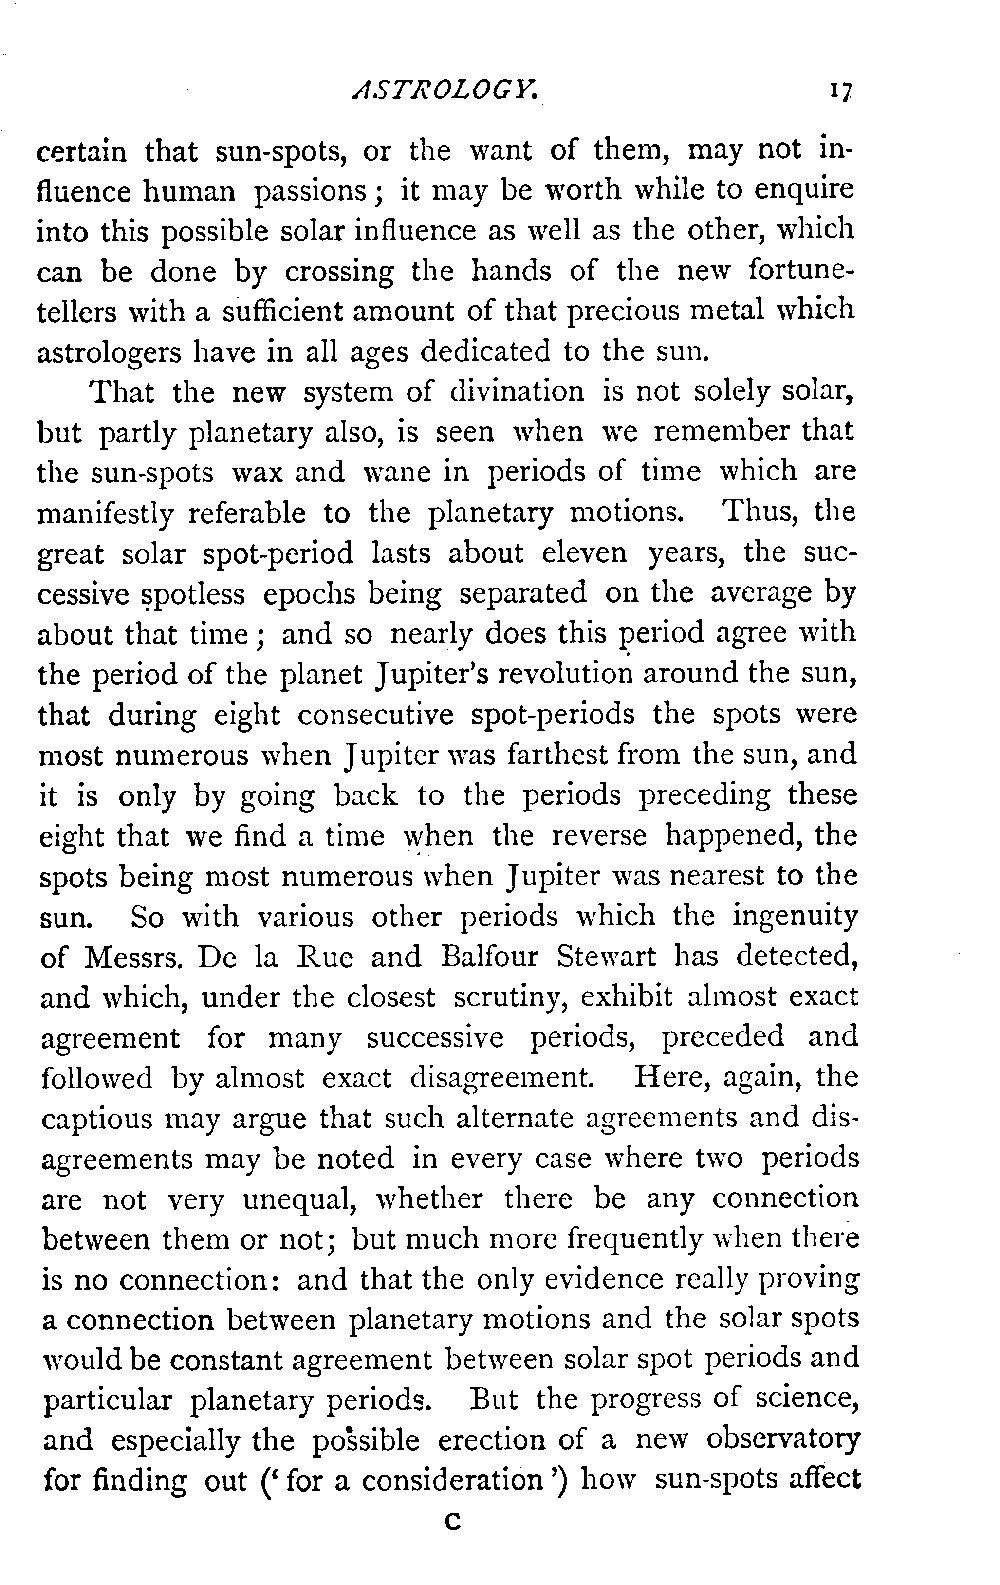 ASTROLOGY. 17
certain that sun-spots, or the want of them, may not in-
fluence human passions; it may be worth while to enquire
into this possible solar influence as well as the other, which
can be done by crossing the hands of the new fortune-
tellers with a sufficient amount of that precious metal which
astrologers have in all ages dedicated to the sun.
That the new system of divination is not solely solar,
but partly planetary also, is seen when we remember that
the sun-spots wax and wane in periods of time which are
manifestly referable to the planetary motions. Thus, the
great solar spot-period lasts about eleven years, the suc-
cessive spotless epochs being separated on the average by
about that time; and so nearly does this period agree with
the period of the planet Jupiter's revolution around the sun,
that during eight consecutive spot-periods the spots were
most numerous when Jupiter was farthest from the sun, and
it is only by going back to the periods preceding these
eight that we find a time when the reverse happened, the
spots being most numerous when Jupiter was nearest to the
sun. So with various other periods which the ingenuity
of Messrs. De la Rue and Balfour Stewart has detected,
and which, under the closest scrutiny, exhibit almost exact
agreement for many successive periods, preceded and
followed by almost exact disagreement. Here, again, the
captious may argue that such alternate agreements and dis-
agreements may be noted in every case where two periods
are not very unequal, whether there be any connection
between them or not; but much more frequently when there
is no connection: and that the only evidence really proving
a connection between planetary motions and the solar spots
would be constant agreement between solar spot periods and
particular planetary periods. But the progress of science,
and especially the possible erection of a new observatory
for finding out (‘for a consideration’) how sun-spots affect
C